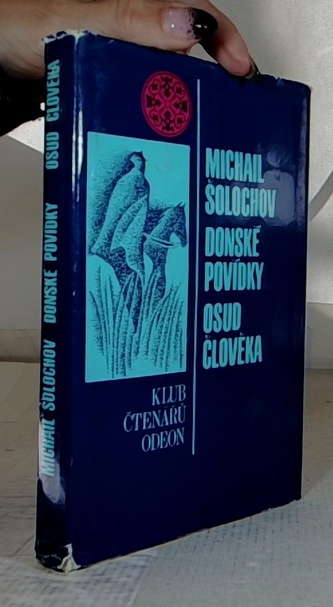 MICHAIL ŠOLOCHOV DONSKÉ POVÍDKY OSUD ČLOVĚKA
MICHAIL
ŠOLOCHOV
DONSKÉ
POVÍDKY
OSUD
ČLOVĚKA
KLUB
ČTENÁŘŮ
ODEON